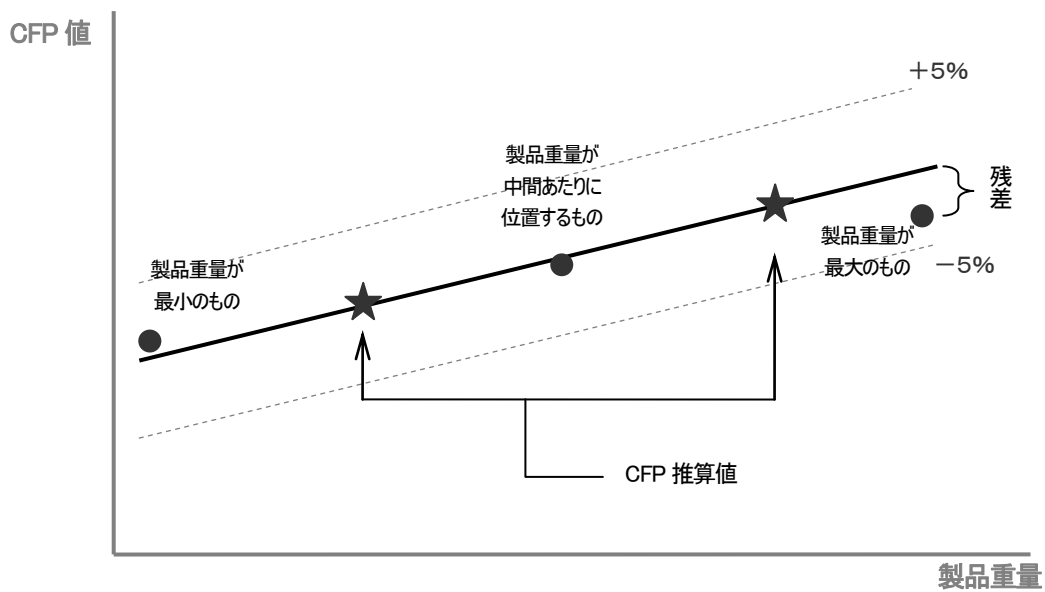 CFP 値
+5%
製品重量が
中間あたりに
位置するもの
残差
製品重量が
最大のもの
-5%
製品重量が
最小のもの
CFP 推算値
製品重量